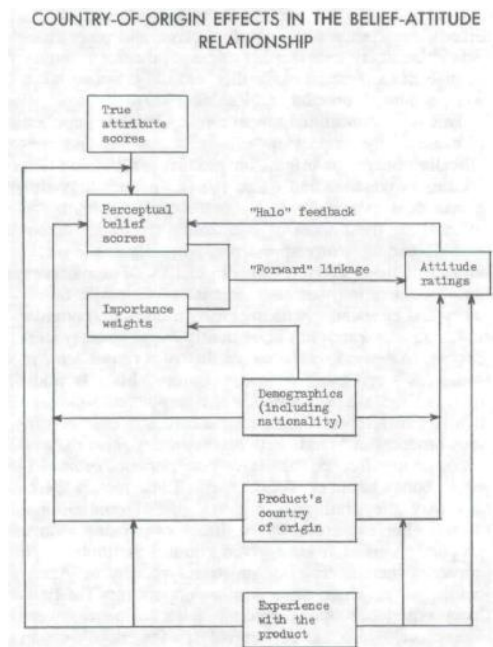 COUNTRY-OF-ORIGIN EFFECTS IN THE BELIEF-ATTITUDE
RELATIONSHIP
True
attribute
scores
Perceptual
belief
scores
"Halo" feedback
"Forward" linkage
Attitude
ratings
Importance
weights
Demographics
(including
nationality)
Product's
country
of origin
Experience
with the
product